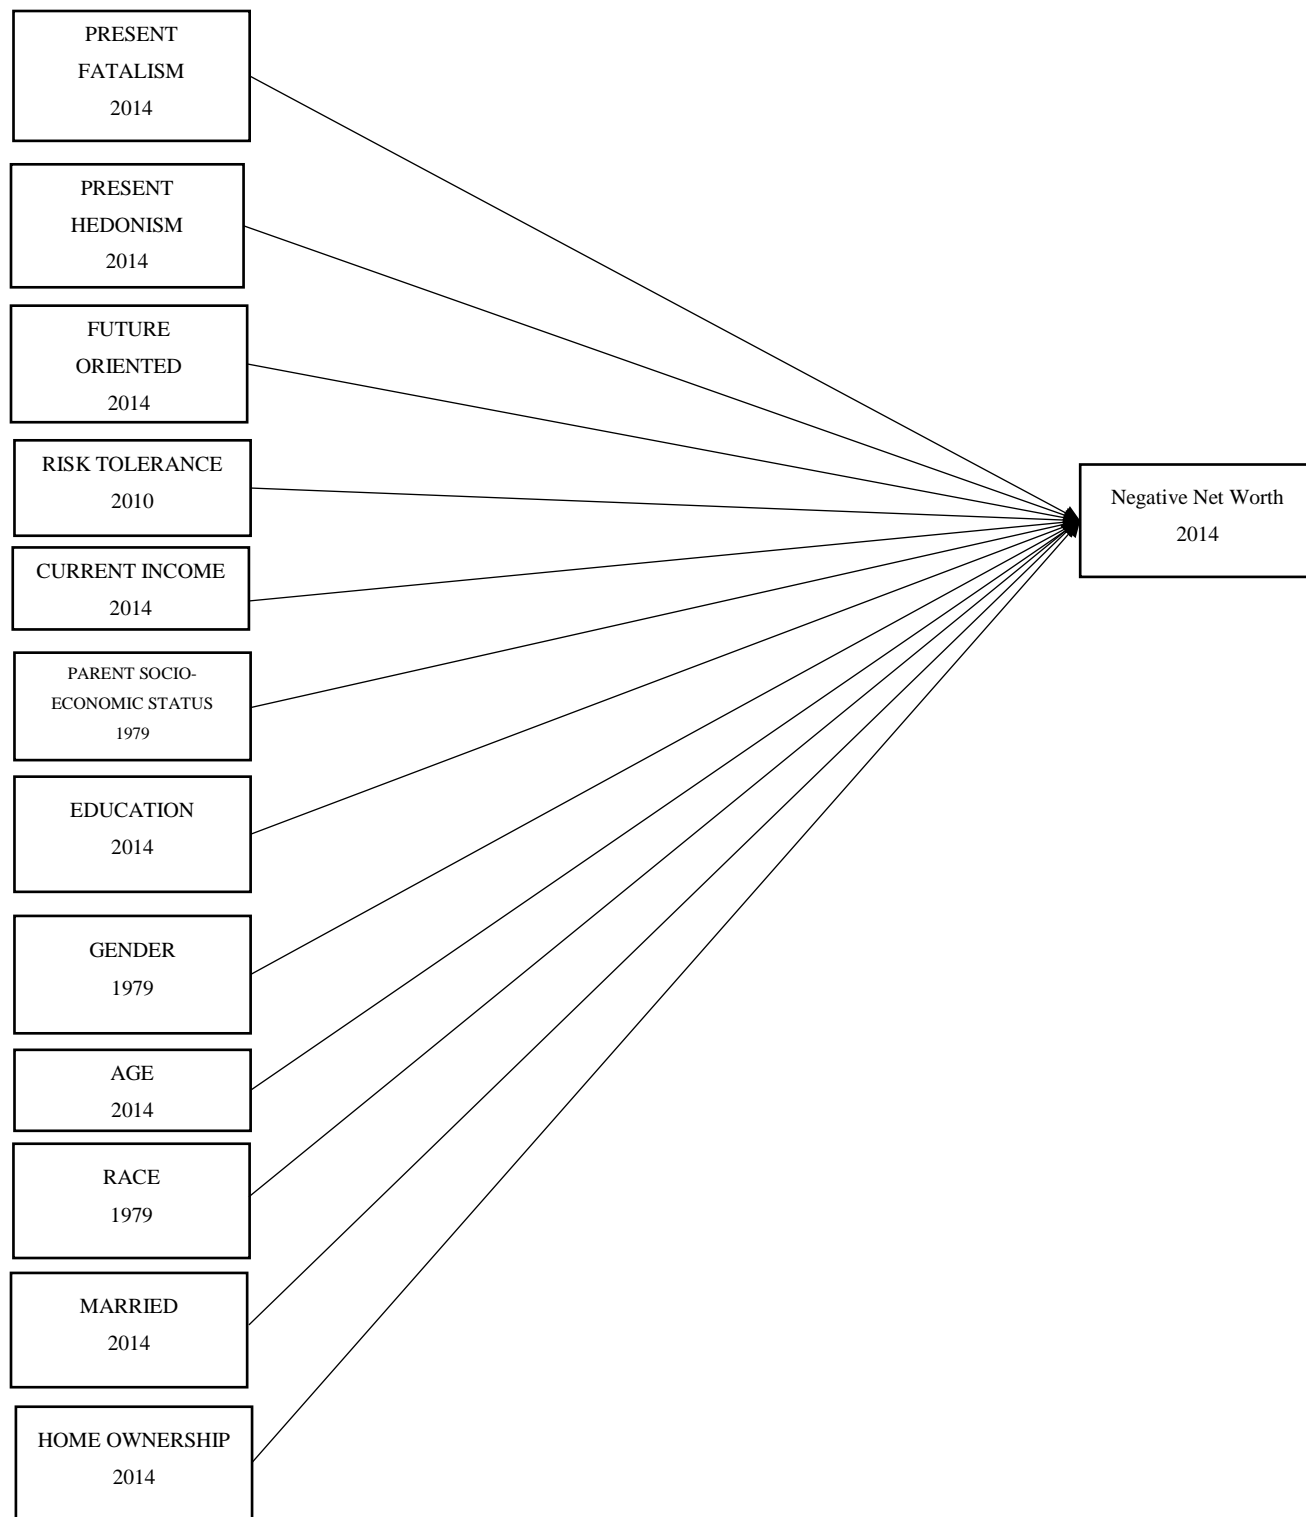 PRESENT
FATALISM
2014
PRESENT
HEDONISM
2014
FUTURE
ORIENTED
2014
RISK TOLERANCE
2010
CURRENT INCOME
2014
PARENT SOCIO-
ECONOMIC STATUS
1979
EDUCATION
2014
GENDER
1979
AGE
2014
RACE
1979
MARRIED
2014
HOME OWNERSHIP
2014
Negative Net Worth
2014